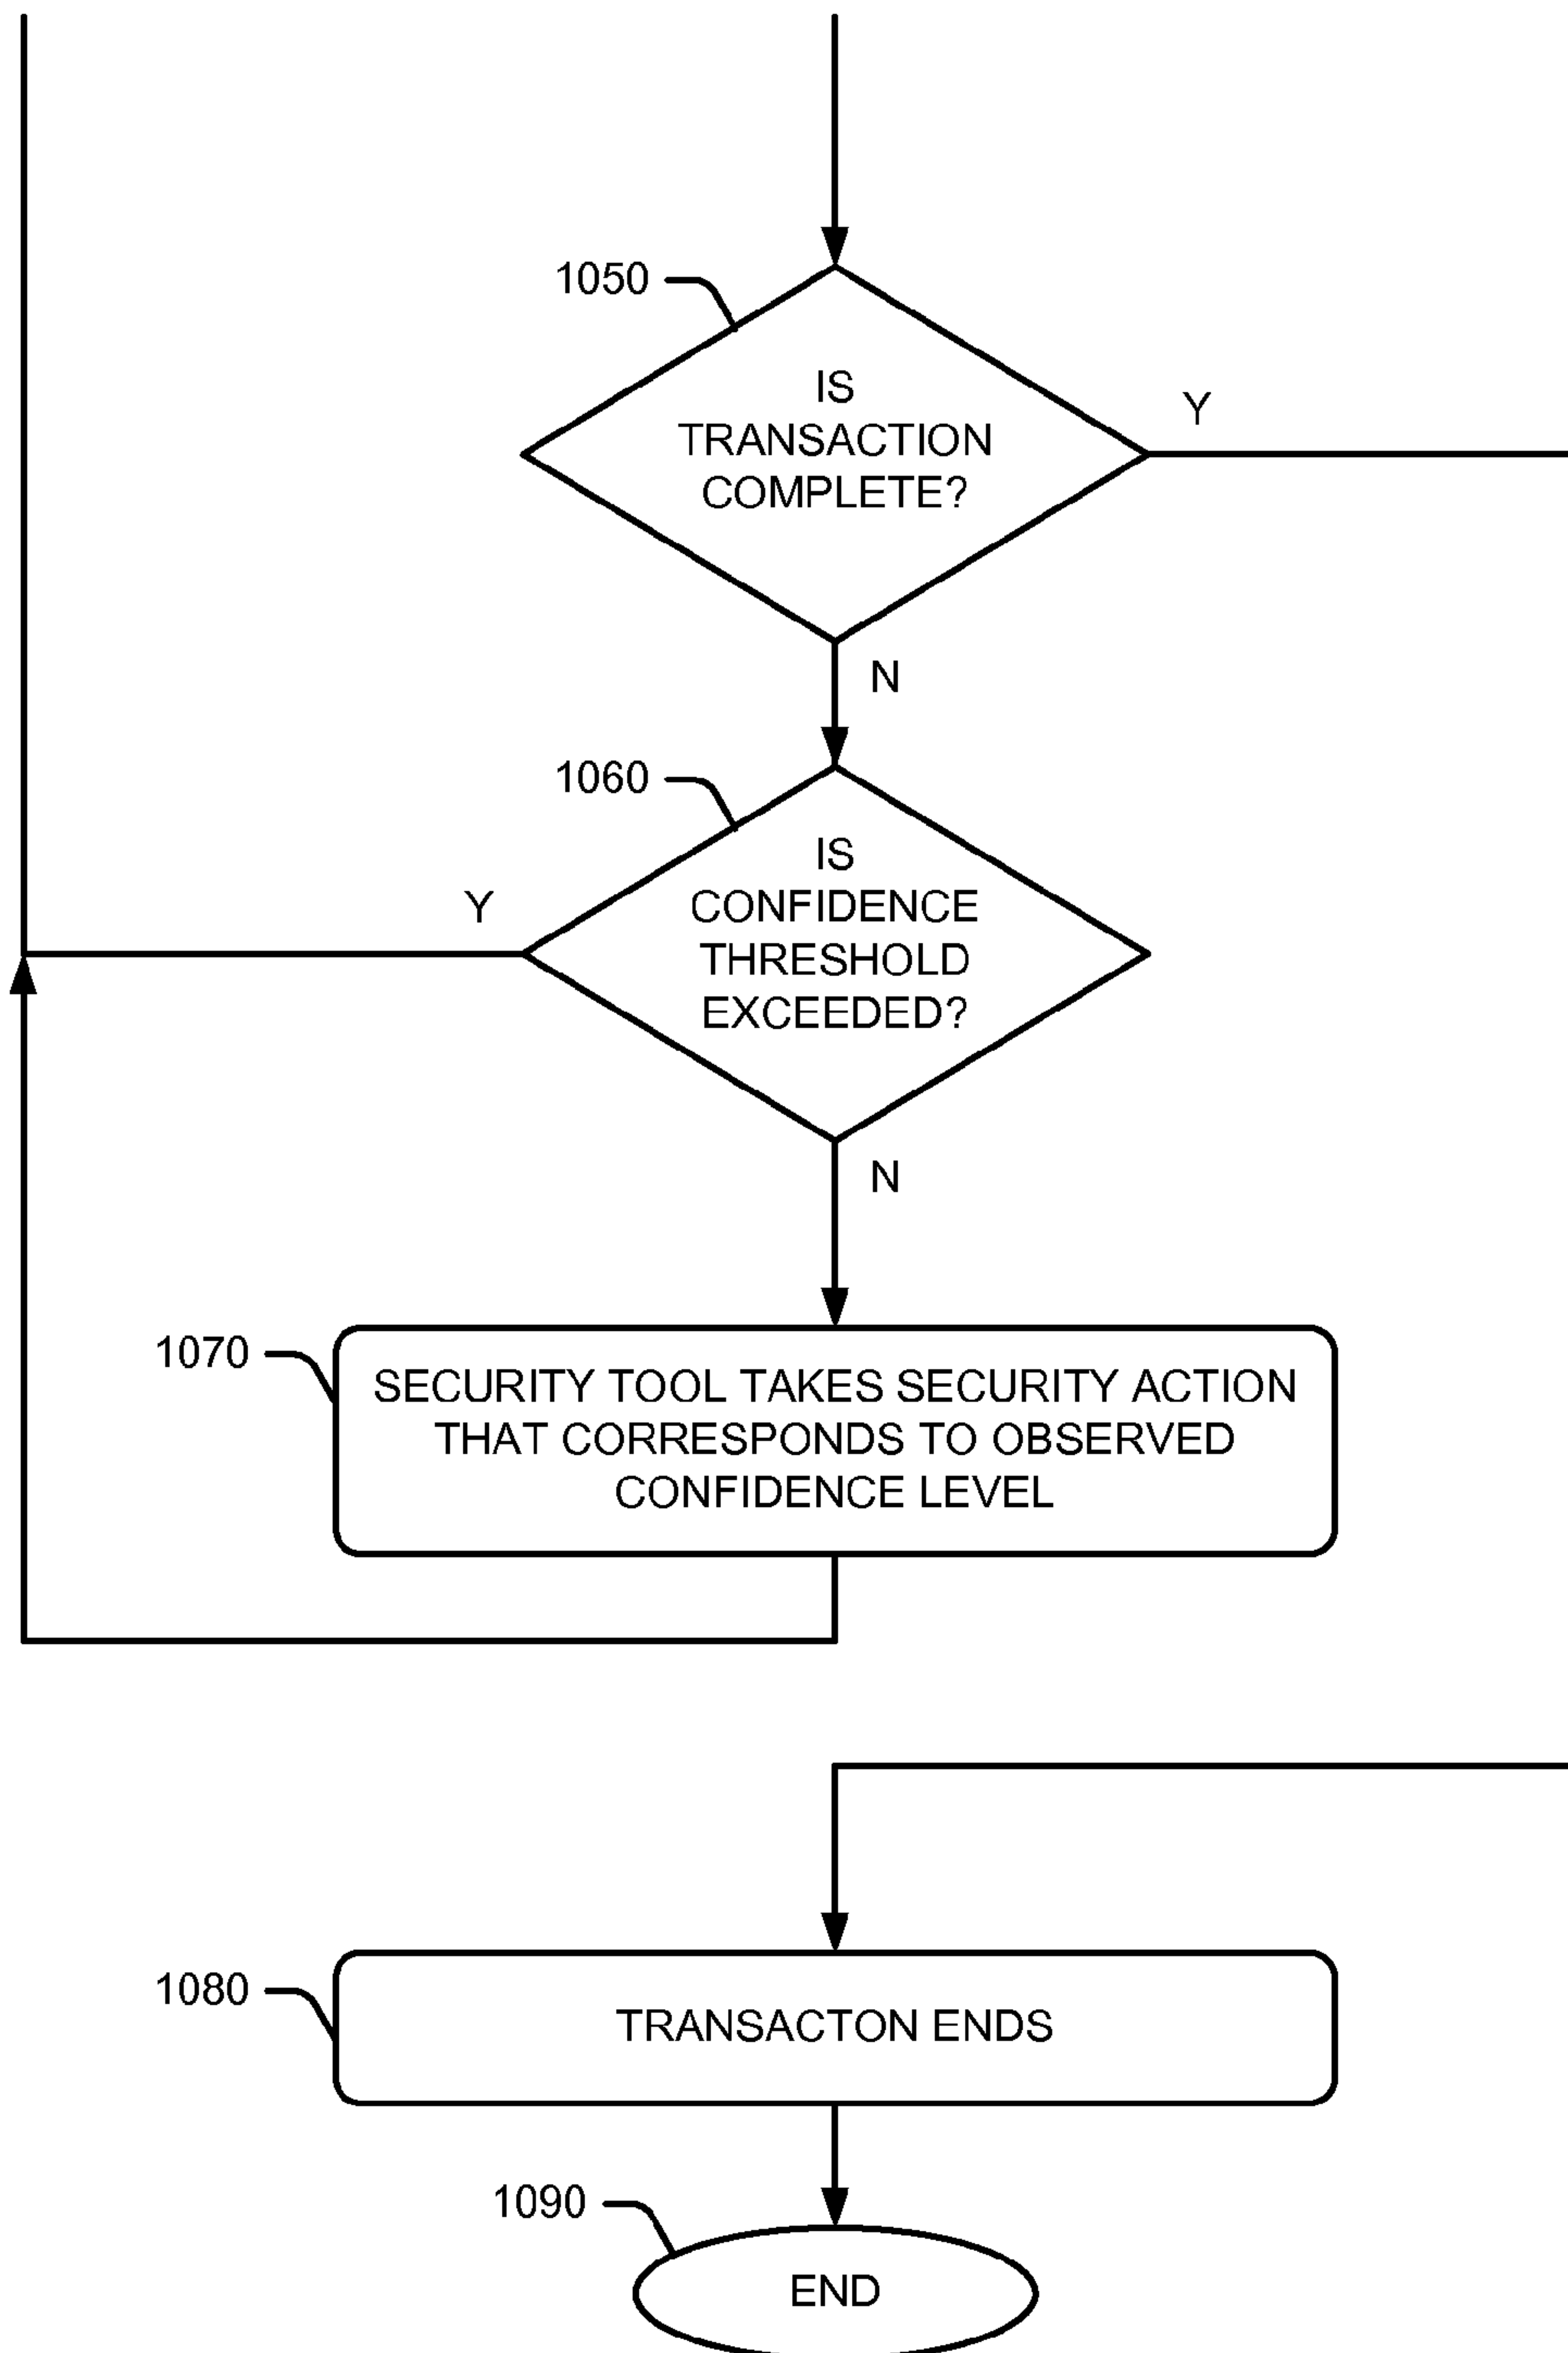 1050
IS
TRANSACTION
COMPLETE?
Y
N
1060
IS
CONFIDENCE
THRESHOLD
EXCEEDED?
Y
N
1070
SECURITY TOOL TAKES SECURITY ACTION
THAT CORRESPONDS TO OBSERVED
CONFIDENCE LEVEL
1080
TRANSACTON ENDS
1090
END